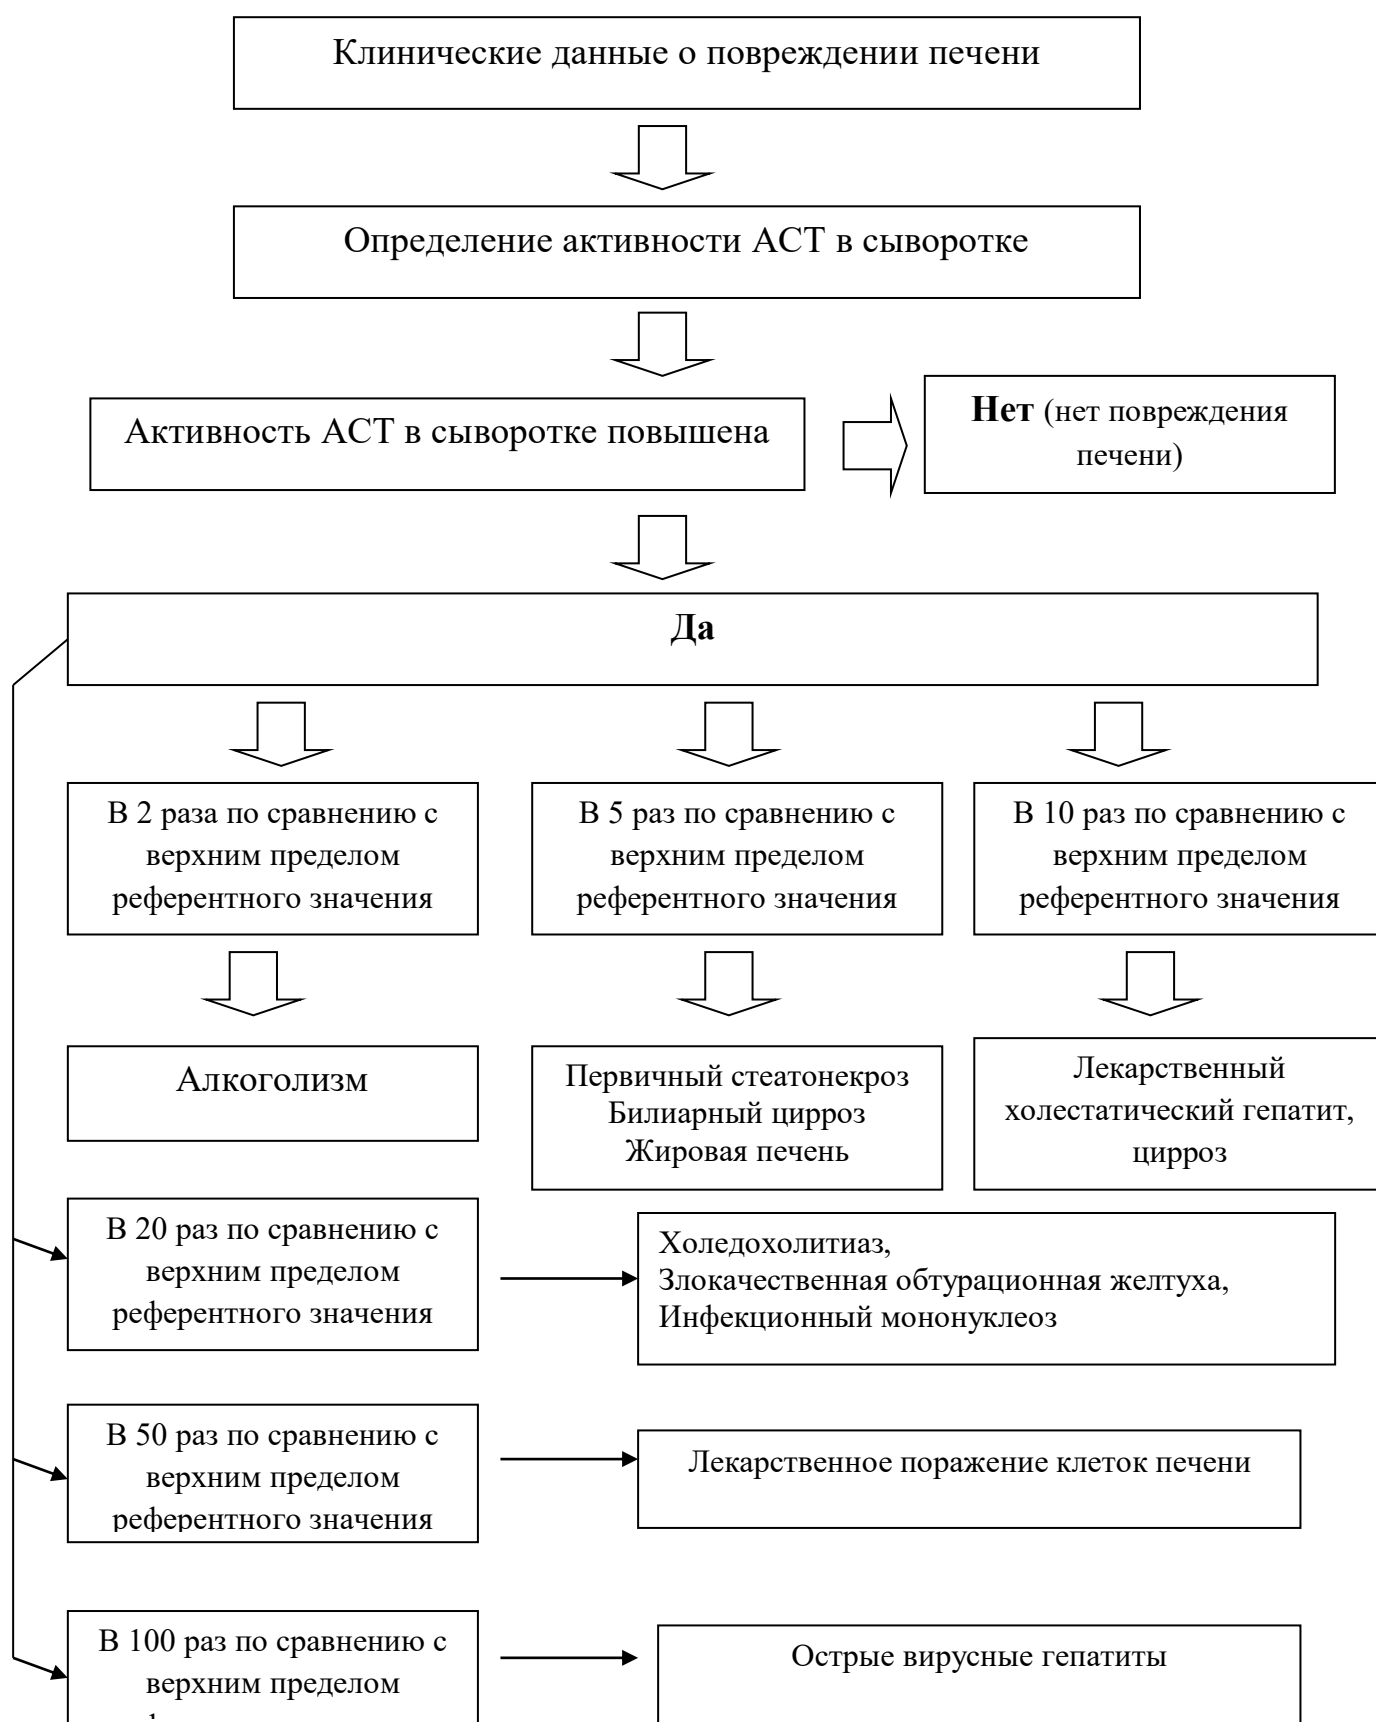 Клинические данные о повреждении печени
Определение активности АСТ в сыворотке
Активность АСТ в сыворотке повышена
Нет (нет повреждения
печени)
Да
В 2 раза по сравнению с
верхним пределом
референтного значения
В 5 раз по сравнению с
верхним пределом
референтного значения
В 10 раз по сравнению с
верхним пределом
референтного значения
Алкоголизм
Первичный стеатонекроз
Билиарный цирроз
Жировая печень
Лекарственный
холестатический гепатит,
цирроз
В 20 раз по сравнению с
верхним пределом
референтного значения
Холедохолитиаз,
Злокачественная обтурационная желтуха,
Инфекционный мононуклеоз
В 50 раз по сравнению с
верхним пределом
референтного значения
Лекарственное поражение клеток печени
В 100 раз по сравнению с
верхним пределом
Острые вирусные гепатиты